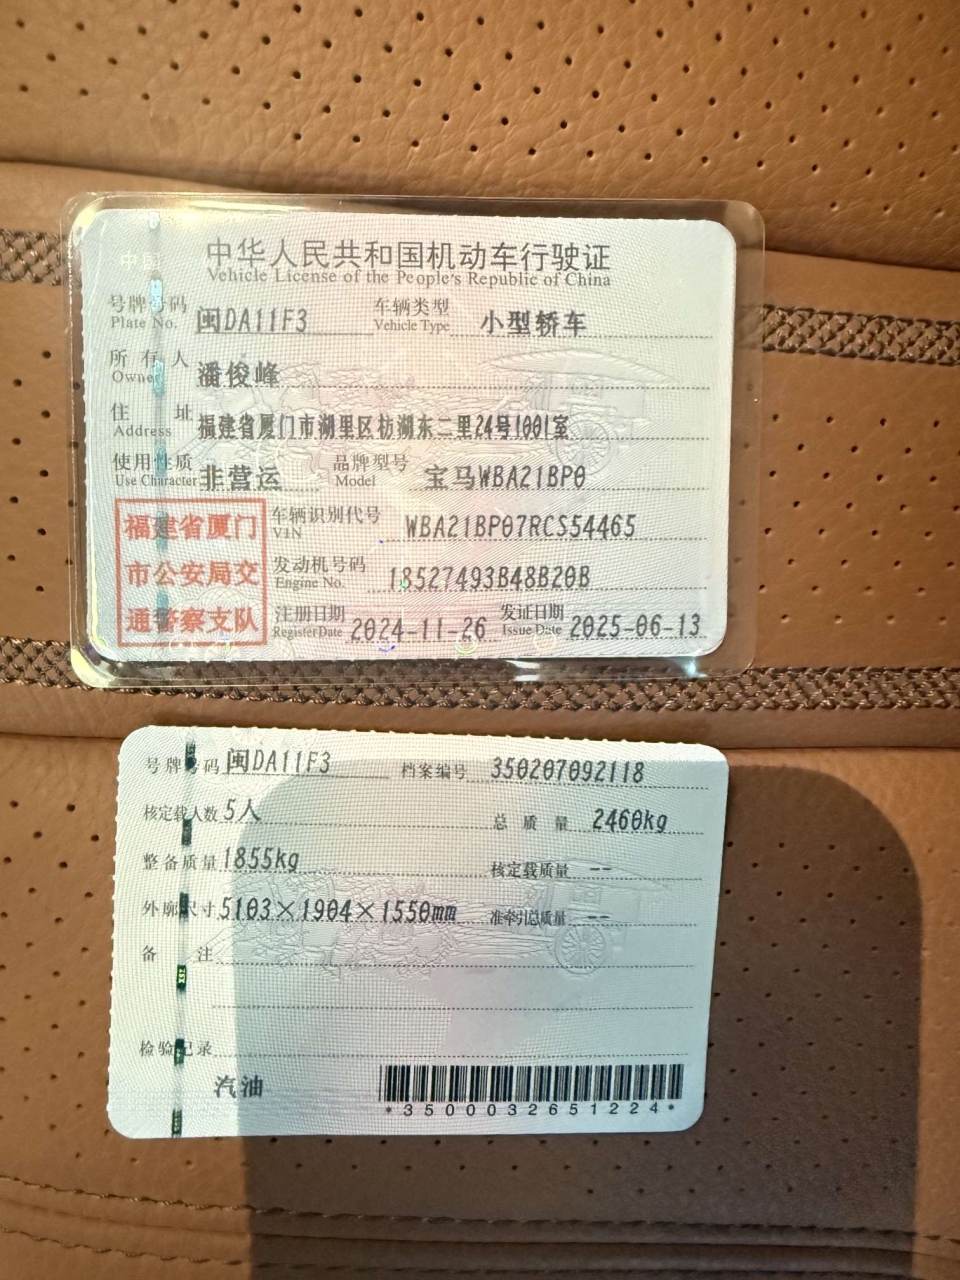 中华人民共和国机动车行驶证
Vehicle License of the People's Republic of China
号牌号码 Plate No. 闽DA11F3 车辆类型 Vehicle Type 小型轿车
所有人 Owner 潘俊峰
住址 Address 福建省厦门市湖里区枋湖东二里24号1001室
使用性质 Use Character 非营运 品牌型号 Model 宝马WBA21BP0
福建省厦门市公安局交通警察支队
车辆识别代号 VIN WBA21BP07RCS54465
发动机号码 Engine No. 18527493B48B20B
注册日期 Register Date 2024-11-26 发证日期 Issue Date 2025-06-13
号牌号码 闽DA11F3 档案编号 350207092118
核定载人数 5人 总质量 2460kg
整备质量 1855kg 核定载质量 --
外廓尺寸 5103×1904×1550mm 准牵引总质量 --
备注
检验记录
汽油
*3500032651224*